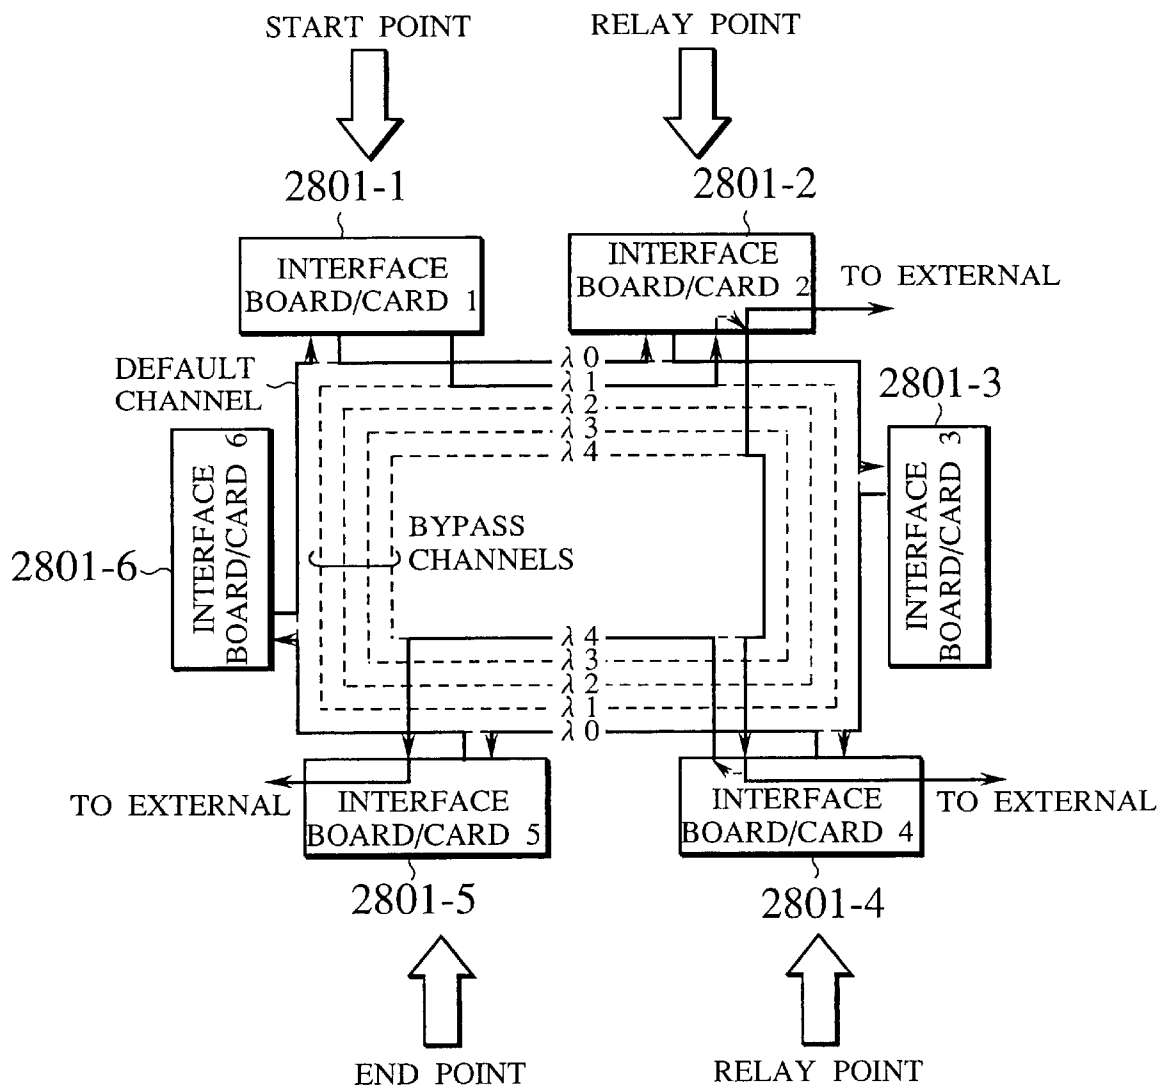 START POINT
RELAY POINT
2801-1
2801-2
INTERFACE
BOARD/CARD 1
INTERFACE
BOARD/CARD 2
TO EXTERNAL
DEFAULT
CHANNEL
λ 0
λ 1
λ 2
λ 3
λ 4
2801-3
INTERFACE
BOARD/CARD 3
INTERFACE
BOARD/CARD 6
2801-6
BYPASS
CHANNELS
λ 4
λ 3
λ 2
λ 1
λ 0
TO EXTERNAL
INTERFACE
BOARD/CARD 5
INTERFACE
BOARD/CARD 4
TO EXTERNAL
2801-5
2801-4
END POINT
RELAY POINT